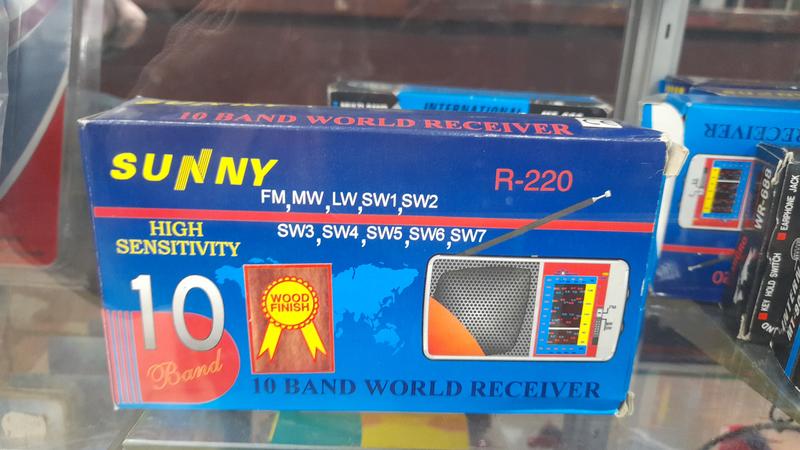 10 BAND WORLD RECEIVER
SUNNY
R-220
FM,MW,LW,SW1,SW2
SW3,SW4,SW5,SW6,SW7
HIGH
SENSITIVITY
10
Band
WOOD
FINISH
10 BAND WORLD RECEIVER
INTERNATIONAL
RECEIVER
WR-688
KEY HOLD SWITCH
EARPHONE JACK